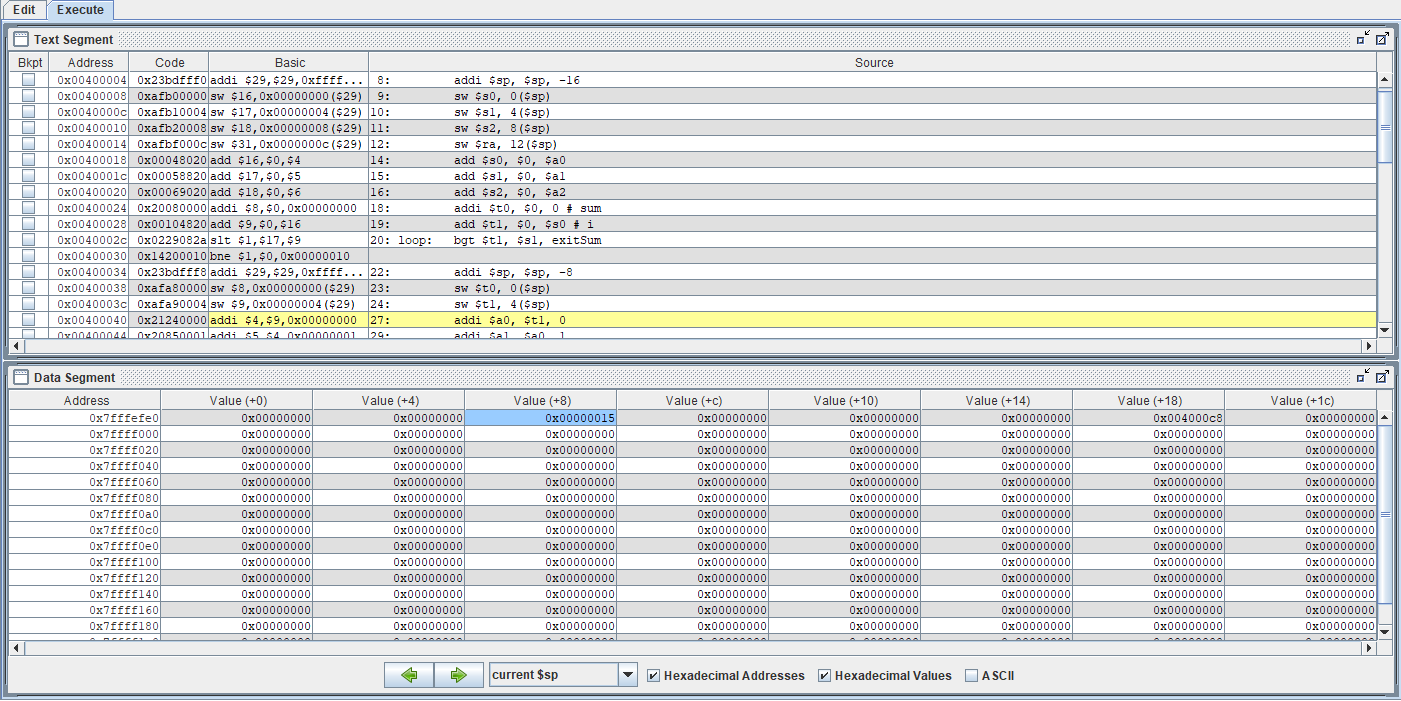 Edit Execute
Text Segment
Bkpt Address Code Basic Source
0x00400004 0x23bdfff0 addi $29,$29,0xffff... 8: addi $sp, $sp, -16
0x00400008 0xafb00000 sw $16,0x00000000($29) 9: sw $s0, 0($sp)
0x0040000c 0xafb10004 sw $17,0x00000004($29) 10: sw $s1, 4($sp)
0x00400010 0xafb20008 sw $18,0x00000008($29) 11: sw $s2, 8($sp)
0x00400014 0xafbf000c sw $31,0x0000000c($29) 12: sw $ra, 12($sp)
0x00400018 0x00048020 add $16,$0,$4 14: add $s0, $0, $a0
0x0040001c 0x00058820 add $17,$0,$5 15: add $s1, $0, $a1
0x00400020 0x00069020 add $18,$0,$6 16: add $s2, $0, $a2
0x00400024 0x20080000 addi $8,$0,0x00000000 18: addi $t0, $0, 0 # sum
0x00400028 0x00104820 add $9,$0,$16 19: add $t1, $0, $s0 # i
0x0040002c 0x0229082a slt $1,$17,$9 20: loop: bgt $t1, $s1, exitSum
0x00400030 0x14200010 bne $1,$0,0x00000010
0x00400034 0x23bdfff8 addi $29,$29,0xffff... 22: addi $sp, $sp, -8
0x00400038 0xafa80000 sw $8,0x00000000($29) 23: sw $t0, 0($sp)
0x0040003c 0xafa90004 sw $9,0x00000004($29) 24: sw $t1, 4($sp)
0x00400040 0x21240000 addi $4,$9,0x00000000 27: addi $a0, $t1, 0
0x00400044 0x20850001 addi $5,$4,0x00000001 29: addi $a1, $a0, 1
Data Segment
Address Value (+0) Value (+4) Value (+8) Value (+c) Value (+10) Value (+14) Value (+18) Value (+1c)
0x7fffefe0 0x00000000 0x00000000 0x00000015 0x00000000 0x00000000 0x00000000 0x004000c8 0x00000000
0x7ffff000 0x00000000 0x00000000 0x00000000 0x00000000 0x00000000 0x00000000 0x00000000 0x00000000
0x7ffff020 0x00000000 0x00000000 0x00000000 0x00000000 0x00000000 0x00000000 0x00000000 0x00000000
0x7ffff040 0x00000000 0x00000000 0x00000000 0x00000000 0x00000000 0x00000000 0x00000000 0x00000000
0x7ffff060 0x00000000 0x00000000 0x00000000 0x00000000 0x00000000 0x00000000 0x00000000 0x00000000
0x7ffff080 0x00000000 0x00000000 0x00000000 0x00000000 0x00000000 0x00000000 0x00000000 0x00000000
0x7ffff0a0 0x00000000 0x00000000 0x00000000 0x00000000 0x00000000 0x00000000 0x00000000 0x00000000
0x7ffff0c0 0x00000000 0x00000000 0x00000000 0x00000000 0x00000000 0x00000000 0x00000000 0x00000000
0x7ffff0e0 0x00000000 0x00000000 0x00000000 0x00000000 0x00000000 0x00000000 0x00000000 0x00000000
0x7ffff100 0x00000000 0x00000000 0x00000000 0x00000000 0x00000000 0x00000000 0x00000000 0x00000000
0x7ffff120 0x00000000 0x00000000 0x00000000 0x00000000 0x00000000 0x00000000 0x00000000 0x00000000
0x7ffff140 0x00000000 0x00000000 0x00000000 0x00000000 0x00000000 0x00000000 0x00000000 0x00000000
0x7ffff160 0x00000000 0x00000000 0x00000000 0x00000000 0x00000000 0x00000000 0x00000000 0x00000000
0x7ffff180 0x00000000 0x00000000 0x00000000 0x00000000 0x00000000 0x00000000 0x00000000 0x00000000
current $sp Hexadecimal Addresses Hexadecimal Values ASCII